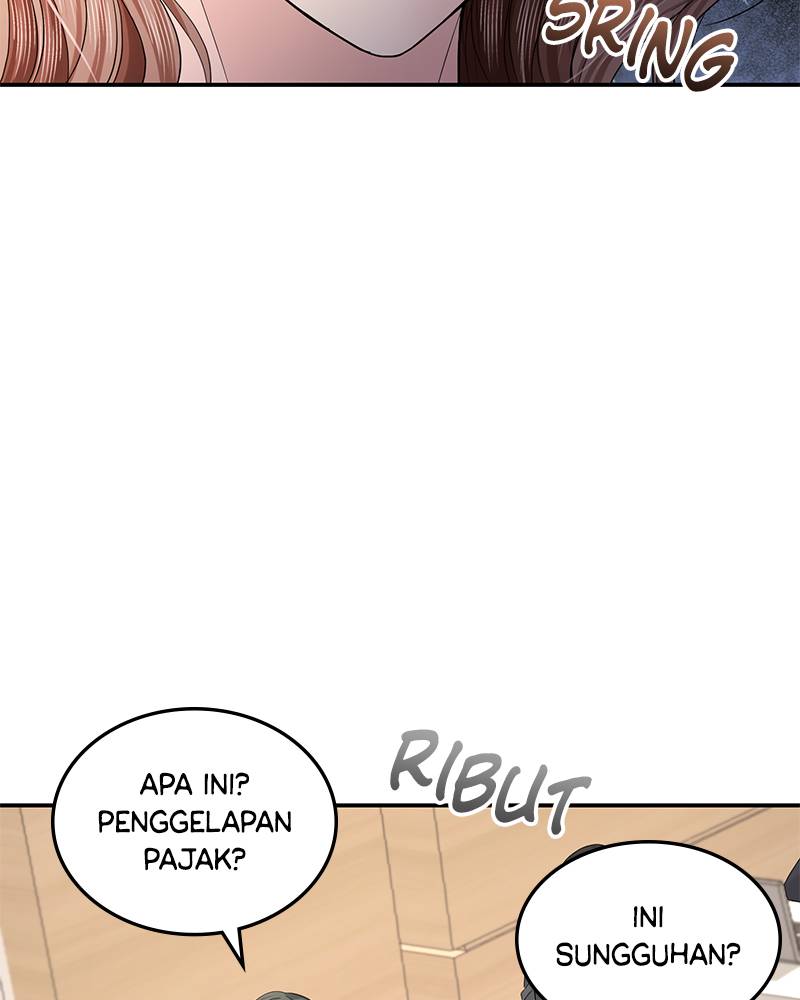 SRING
RIBUT
APA INI?
PENGGELAPAN
PAJAK?
INI
SUNGGUHAN?